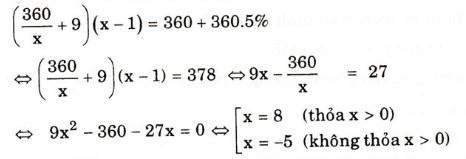 (360/x + 9)(x − 1) = 360 + 360.5%
⇔ (360/x + 9)(x − 1) = 378 ⇔ 9x − 360/x = 27
⇔ 9x² − 360 − 27x = 0 ⇔ [x = 8 (thỏa x > 0)
x = −5 (không thỏa x > 0)